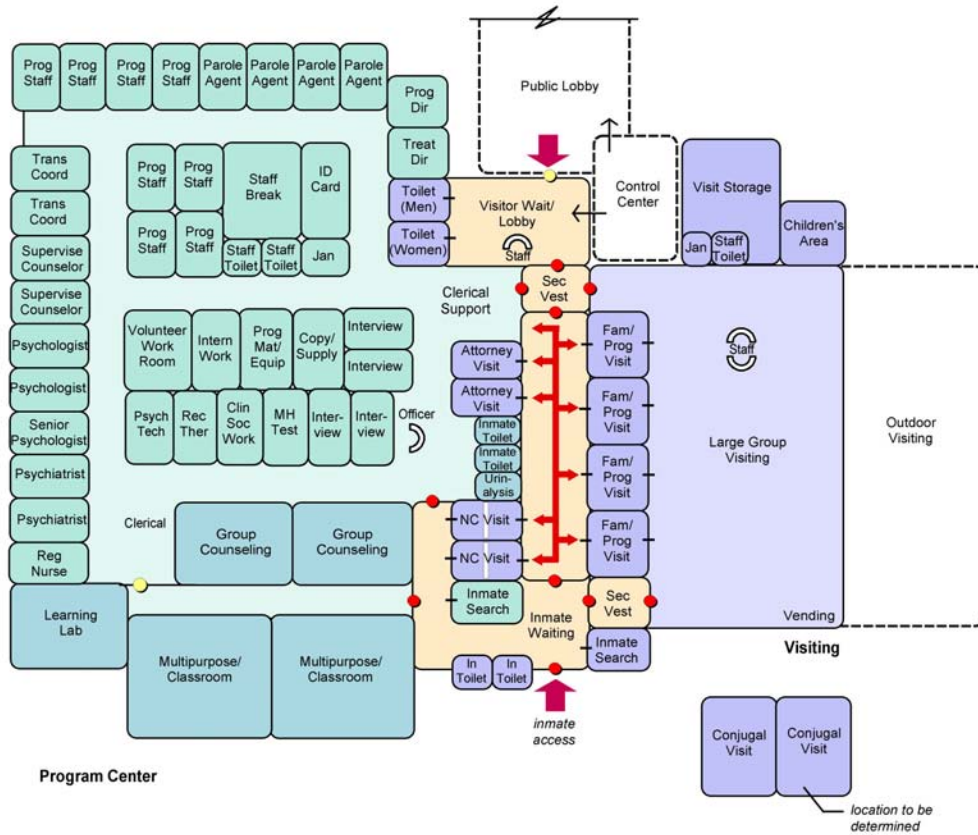 Prog
Staff
Prog
Staff
Prog
Staff
Prog
Staff
Parole
Agent
Parole
Agent
Parole
Agent
Parole
Agent
Prog
Dir
Treat
Dir
Public Lobby
Trans
Coord
Trans
Coord
Supervise
Counselor
Supervise
Counselor
Psychologist
Psychologist
Senior
Psychologist
Psychiatrist
Psychiatrist
Reg
Nurse
Prog
Staff
Prog
Staff
Staff
Break
ID
Card
Prog
Staff
Prog
Staff
Staff
Toilet
Staff
Toilet
Jan
Toilet
(Men)
Toilet
(Women)
Visitor Wait/
Lobby
Staff
Control
Center
Visit Storage
Jan
Staff
Toilet
Children's
Area
Clerical
Support
Sec
Vest
Volunteer
Work
Room
Intern
Work
Prog
Mat/
Equip
Copy/
Supply
Interview
Interview
Psych
Tech
Rec
Ther
Clin
Soc
Work
MH
Test
Inter-
view
Inter-
view
Officer
Attorney
Visit
Attorney
Visit
Inmate
Toilet
Inmate
Toilet
Urin-
alysis
NC Visit
NC Visit
Inmate
Search
Fam/
Prog
Visit
Fam/
Prog
Visit
Fam/
Prog
Visit
Fam/
Prog
Visit
Staff
Large Group
Visiting
Outdoor
Visiting
Clerical
Group
Counseling
Group
Counseling
Learning
Lab
Multipurpose/
Classroom
Multipurpose/
Classroom
Inmate
Waiting
Sec
Vest
Inmate
Search
Vending
Visiting
In
Toilet
In
Toilet
inmate
access
Conjugal
Visit
Conjugal
Visit
location to be
determined
Program Center